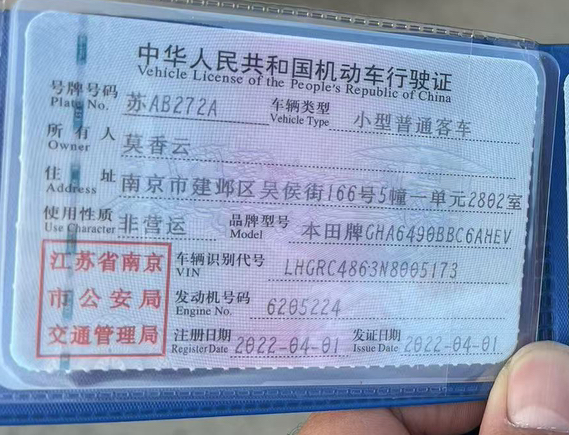 中华人民共和国机动车行驶证
Vehicle License of the People's Republic of China
号牌号码 Plate No. 苏AB272A 车辆类型 Vehicle Type 小型普通客车
所有人 Owner 莫香云
住址 Address 南京市建邺区吴侯街166号5幢一单元2802室
使用性质 Use Character 非营运 品牌型号 Model 本田牌GHA6490BBC6AHEV
江苏省南京 车辆识别代号 VIN LHGRC4863N8005173
市公安局 发动机号码 Engine No. 6205224
交通管理局 注册日期 Register Date 2022-04-01 发证日期 Issue Date 2022-04-01